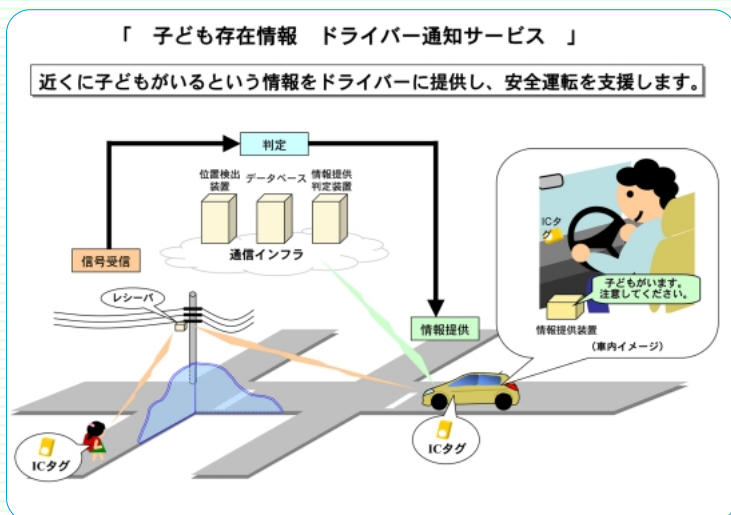 「 子ども存在情報 ドライバー通知サービス 」
近くに子どもがいるという情報をドライバーに提供し、安全運転を支援します。
判定
位置検出
装置
データベース
情報提供
判定装置
通信インフラ
信号受信
レシーバ
情報提供
ICタ
グ
子どもがいます。
注意してください。
情報提供装置
(車内イメージ)
ICタグ
ICタグ